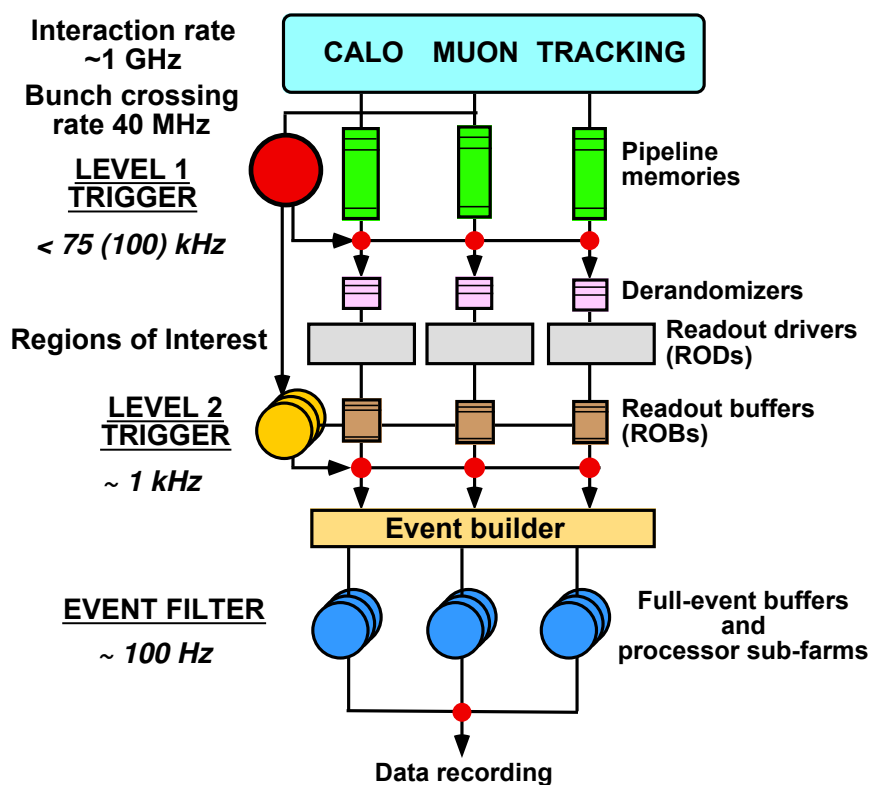 Interaction rate
~1 GHz
CALO MUON TRACKING
Bunch crossing
rate 40 MHz
LEVEL 1
TRIGGER
< 75 (100) kHz
Pipeline
memories
Derandomizers
Regions of Interest
Readout drivers
(RODs)
LEVEL 2
TRIGGER
~ 1 kHz
Readout buffers
(ROBs)
Event builder
EVENT FILTER
~ 100 Hz
Full-event buffers
and
processor sub-farms
Data recording